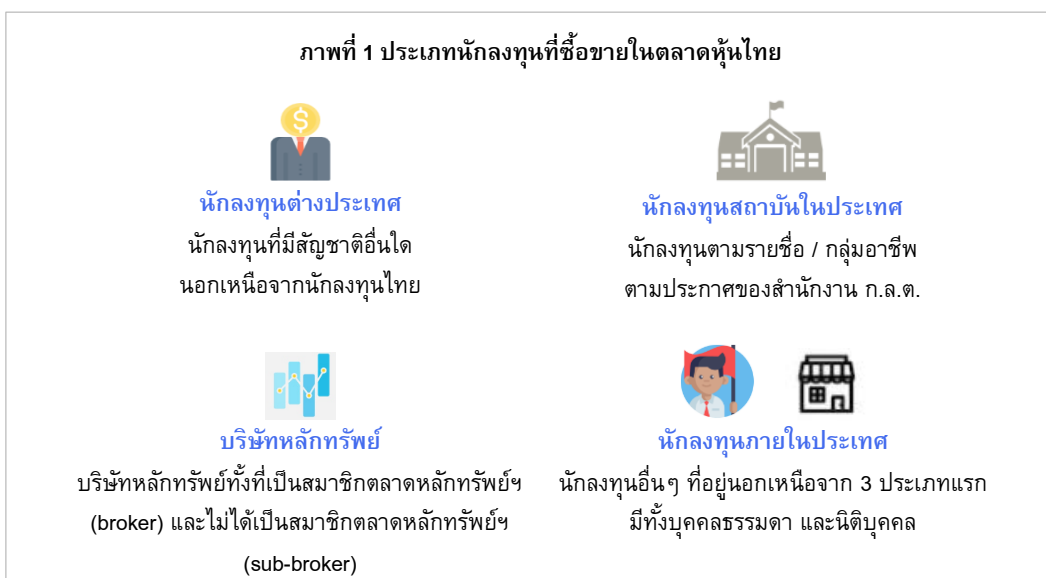 ภาพที่ 1 ประเภทนักลงทุนที่ซื้อขายในตลาดหุ้นไทย
$
นักลงทุนต่างประเทศ
นักลงทุนที่มีสัญชาติอื่นใด
นอกเหนือจากนักลงทุนไทย
นักลงทุนสถาบันในประเทศ
นักลงทุนตามรายชื่อ / กลุ่มอาชีพ
ตามประกาศของสำนักงาน ก.ล.ต.
บริษัทหลักทรัพย์
บริษัทหลักทรัพย์ทั้งที่เป็นสมาชิกตลาดหลักทรัพย์ฯ
(broker) และไม่ได้เป็นสมาชิกตลาดหลักทรัพย์ฯ
(sub-broker)
นักลงทุนภายในประเทศ
นักลงทุนอื่นๆ ที่อยู่นอกเหนือจาก 3 ประเภทแรก
มีทั้งบุคคลธรรมดา และนิติบุคคล